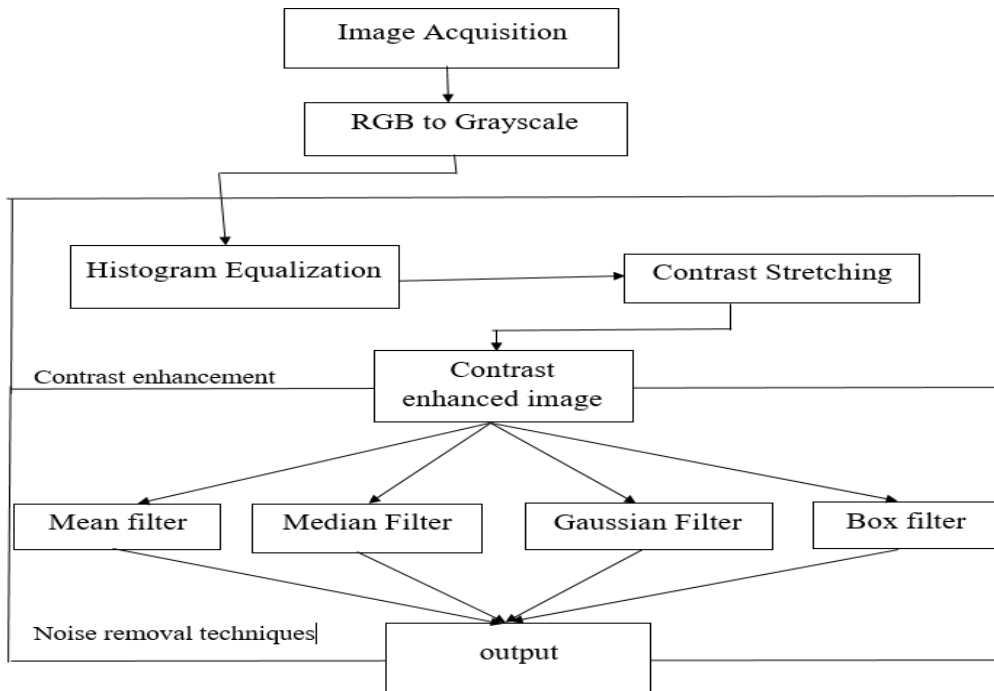 Image Acquisition
RGB to Grayscale
Histogram Equalization
Contrast Stretching
Contrast enhancement
Contrast
enhanced image
Mean filter
Median Filter
Gaussian Filter
Box filter
Noise removal techniques
output